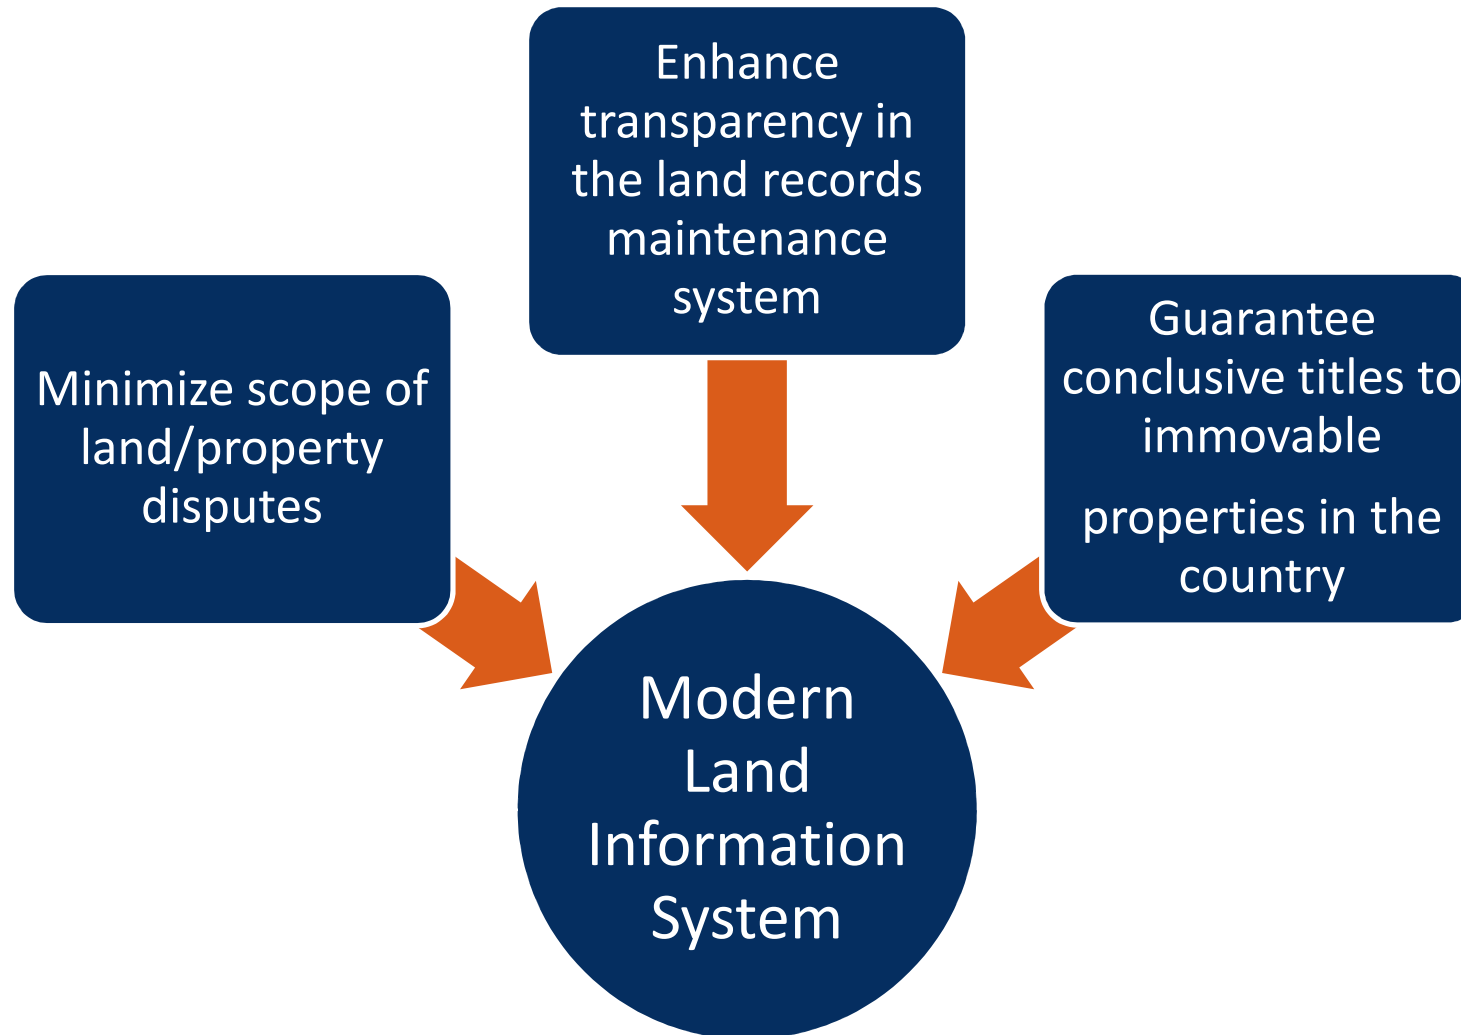 Enhance
transparency in
the land records
maintenance
system
Minimize scope of
land/property
disputes
Guarantee
conclusive titles to
immovable
properties in the
country
Modern
Land
Information
System